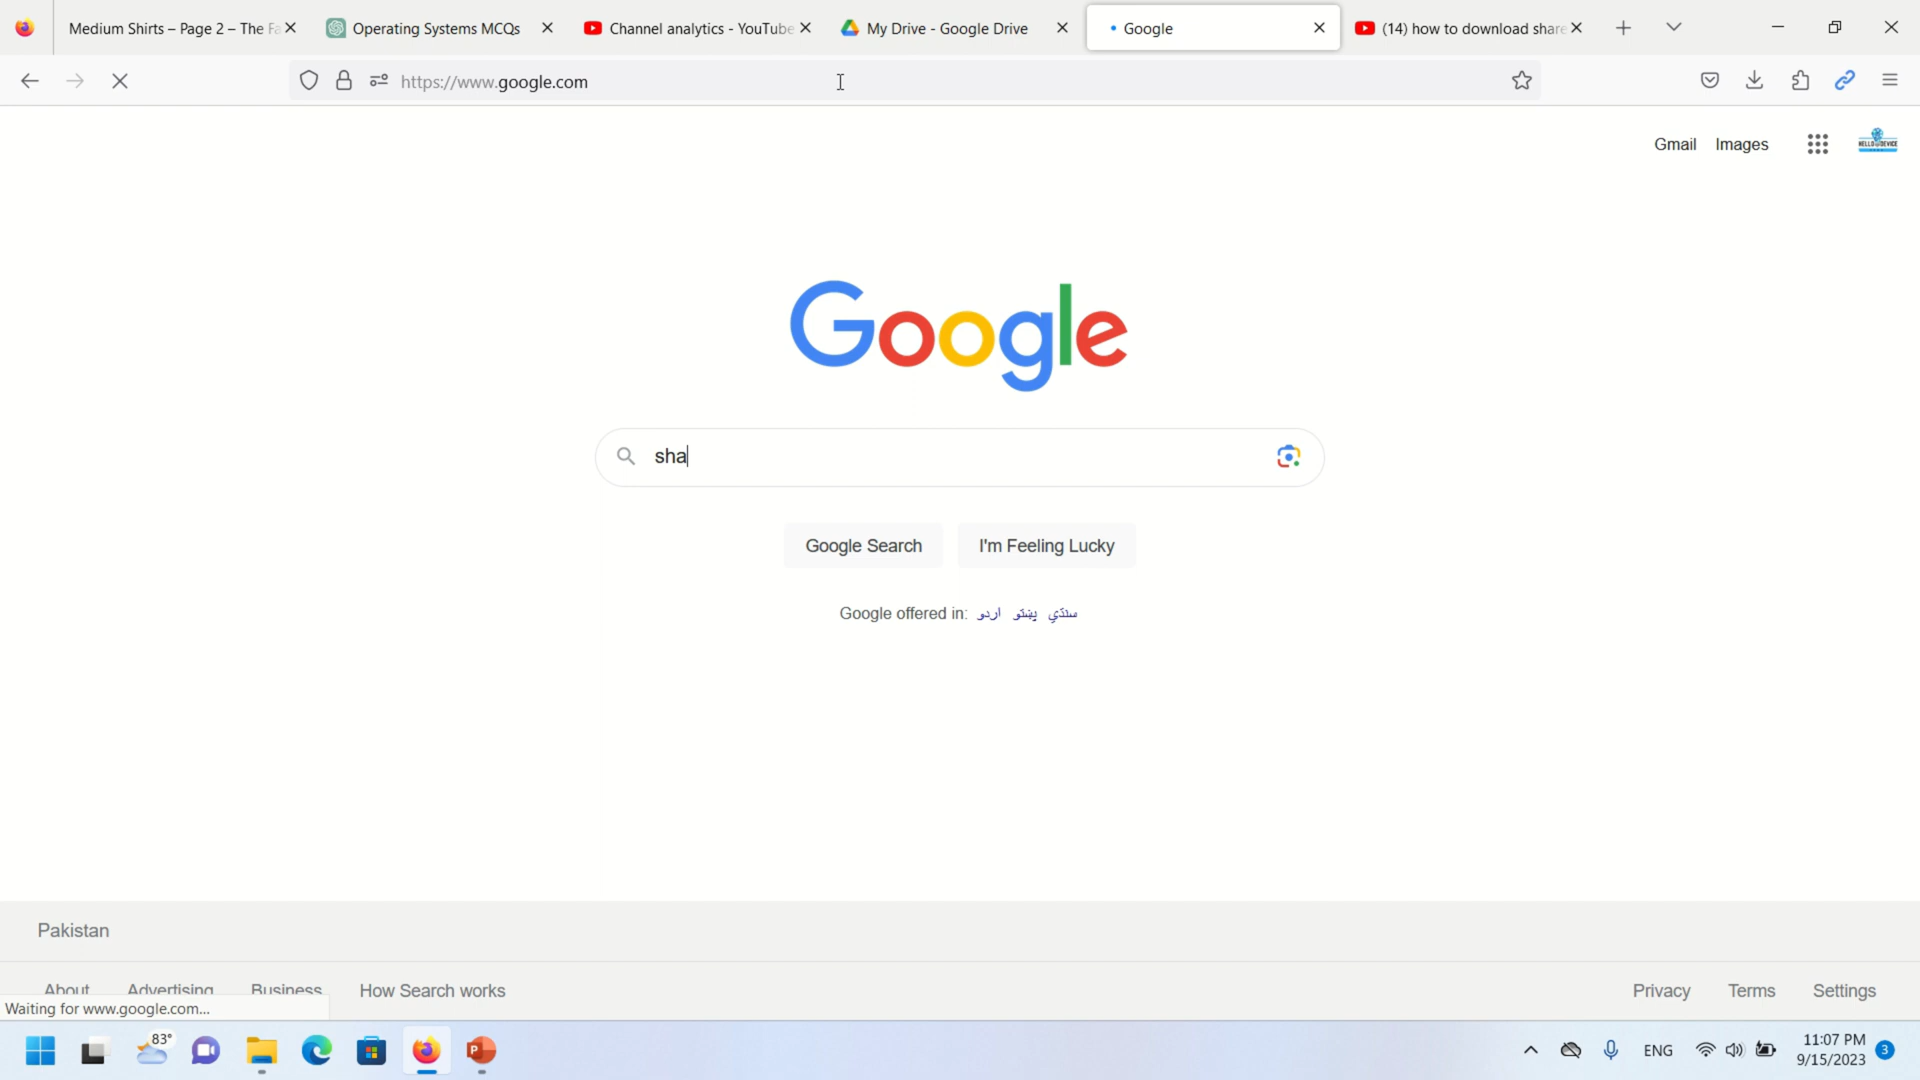 Medium Shirts – Page 2 – The Fa
Operating Systems MCQs
Channel analytics - YouTube
My Drive - Google Drive
Google
(14) how to download share
https://www.google.com
Gmail Images
HELLO DEVICE
Google
sha
Google Search I'm Feeling Lucky
Google offered in: اردو پښتو سنڌي
Pakistan
About Advertising Business How Search works Privacy Terms Settings
Waiting for www.google.com...
83°
ENG
11:07 PM
9/15/2023
3